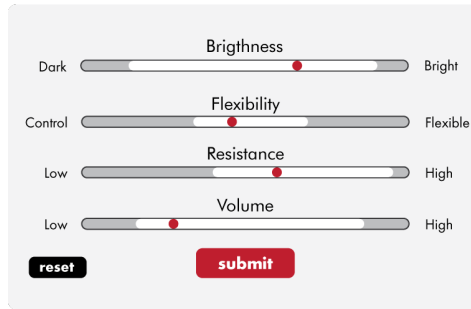 Brigthness
Dark Bright
Flexibility
Control Flexible
Resistance
Low High
Volume
Low High
reset submit